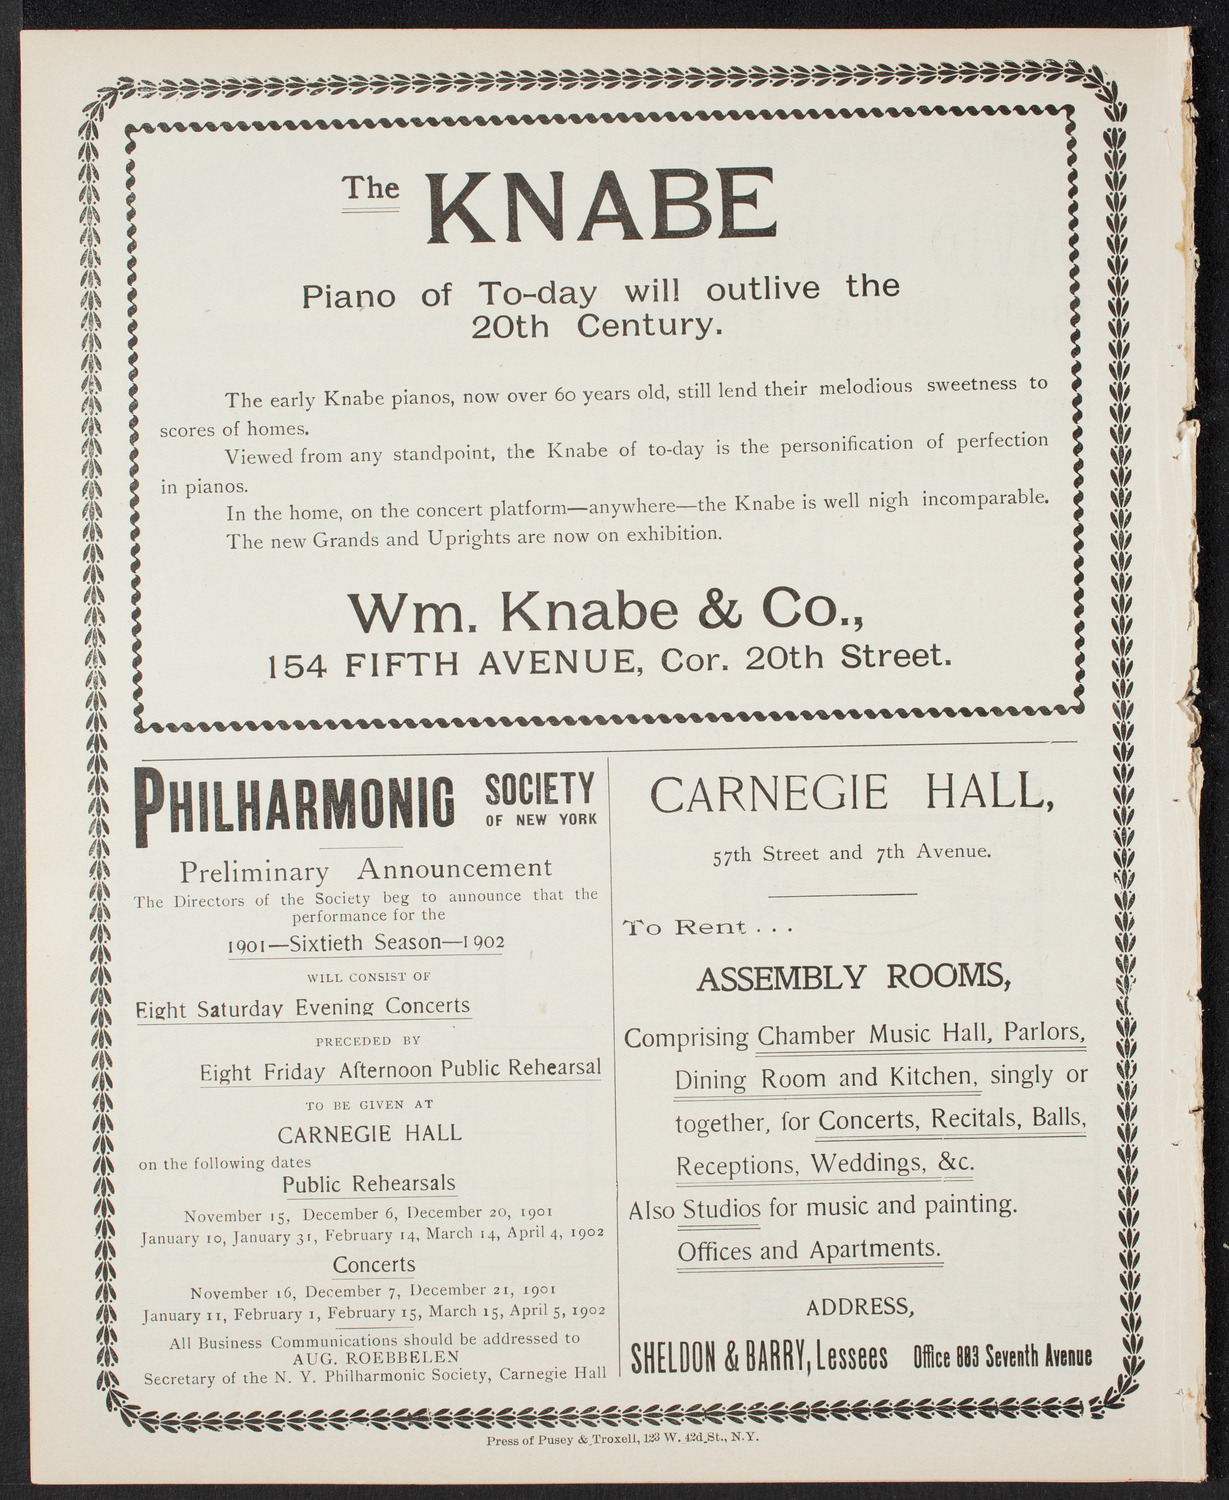 The KNABE
Piano of To-day will outlive the
20th Century.
The early Knabe pianos, now over 60 years old, still lend their melodious sweetness to
scores of homes.
Viewed from any standpoint, the Knabe of to-day is the personification of perfection
in pianos.
In the home, on the concert platform—anywhere—the Knabe is well nigh incomparable.
The new Grands and Uprights are now on exhibition.
Wm. Knabe & Co.,
154 FIFTH AVENUE, Cor. 20th Street.
PHILHARMONIC SOCIETY
OF NEW YORK
Preliminary Announcement
The Directors of the Society beg to announce that the
performance for the
1901—Sixtieth Season—1902
WILL CONSIST OF
Eight Saturday Evening Concerts
PRECEDED BY
Eight Friday Afternoon Public Rehearsal
TO BE GIVEN AT
CARNEGIE HALL
on the following dates
Public Rehearsals
November 15, December 6, December 20, 1901
January 10, January 31, February 14, March 14, April 4, 1902
Concerts
November 16, December 7, December 21, 1901
January 11, February 1, February 15, March 15, April 5, 1902
All Business Communications should be addressed to
AUG. ROEBBELEN
Secretary of the N. Y. Philharmonic Society, Carnegie Hall
CARNEGIE HALL,
57th Street and 7th Avenue.
To Rent . . .
ASSEMBLY ROOMS,
Comprising Chamber Music Hall, Parlors,
Dining Room and Kitchen, singly or
together, for Concerts, Recitals, Balls,
Receptions, Weddings, &c.
Also Studios for music and painting.
Offices and Apartments.
ADDRESS,
SHELDON & BARRY, Lessees Office 883 Seventh Avenue
Press of Pusey & Troxell, 123 W. 42d St., N.Y.